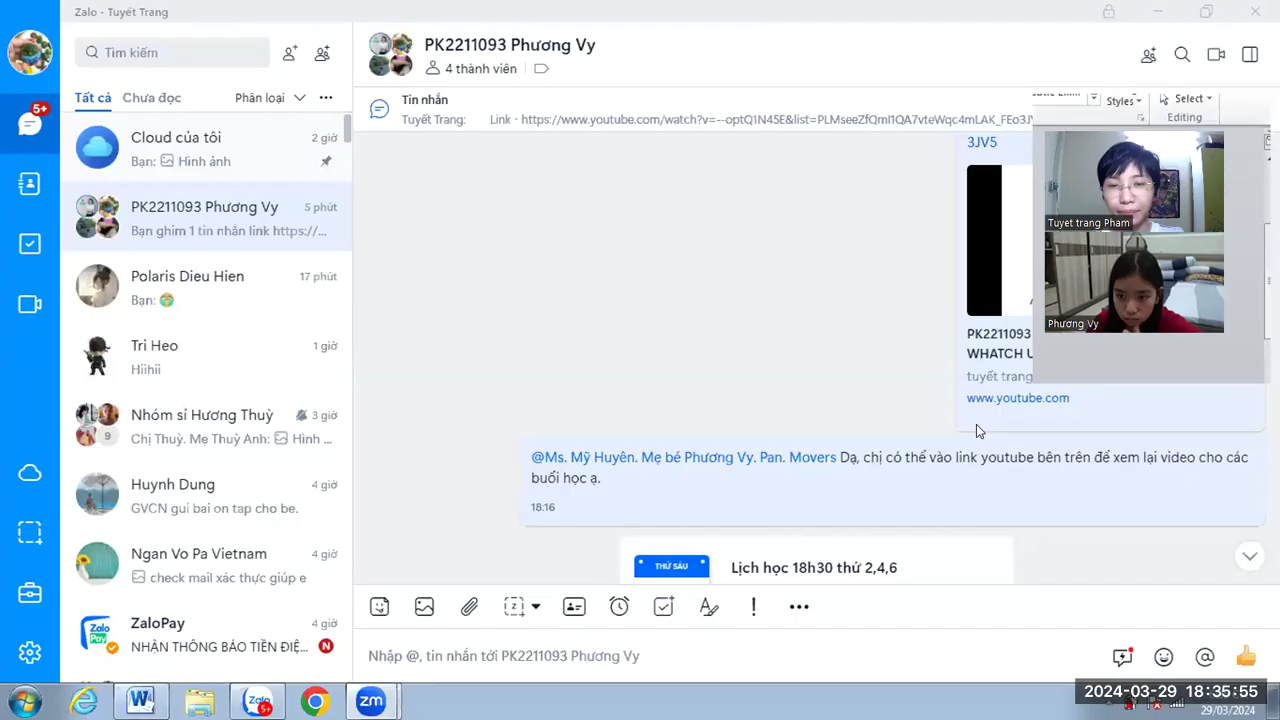 Zalo - Tuyết Trang
Tìm kiếm
Tất cả
Chưa đọc
Phân loại
5+
Cloud của tôi
2 giờ
Bạn: Hình ảnh
PK2211093 Phương Vy
5 phút
Bạn ghim 1 tin nhắn link https://...
Polaris Dieu Hien
17 phút
Bạn:
Tri Heo
1 giờ
Hiihii
Nhóm sỉ Hương Thuỳ
3 giờ
9
Chị Thuỳ. Mẹ Thuỳ Anh: Hình ...
Huynh Dung
4 giờ
GVCN gui bai on tap cho be.
Ngan Vo Pa Vietnam
4 giờ
check mail xác thực giúp e
ZaloPay
4 giờ
NHẬN THÔNG BÁO TIỀN ĐIỆ...
N
PK2211093 Phương Vy
4 thành viên
Tin nhắn
Tuyết Trang: Link · https://www.youtube.com/watch?v=--optQ1N45E&list=PLMseeZfQmI1QA7vteWqc4mLAK_FEo3J
Styles
Select
Editing
3JV5
Tuyet trang Pham
Phương Vy
PK2211093
WHATCH U
tuyết trang
www.youtube.com
@Ms. Mỹ Huyên. Mẹ bé Phương Vy. Pan. Movers Dạ, chị có thể vào link youtube bên trên để xem lại video cho các
buổi học ạ.
18:16
THỨ SÁU
Lịch học 18h30 thứ 2,4,6
Nhập @, tin nhắn tới PK2211093 Phương Vy
Zalo
5+
zm
2024-03-29 18:35:55
29/03/2024